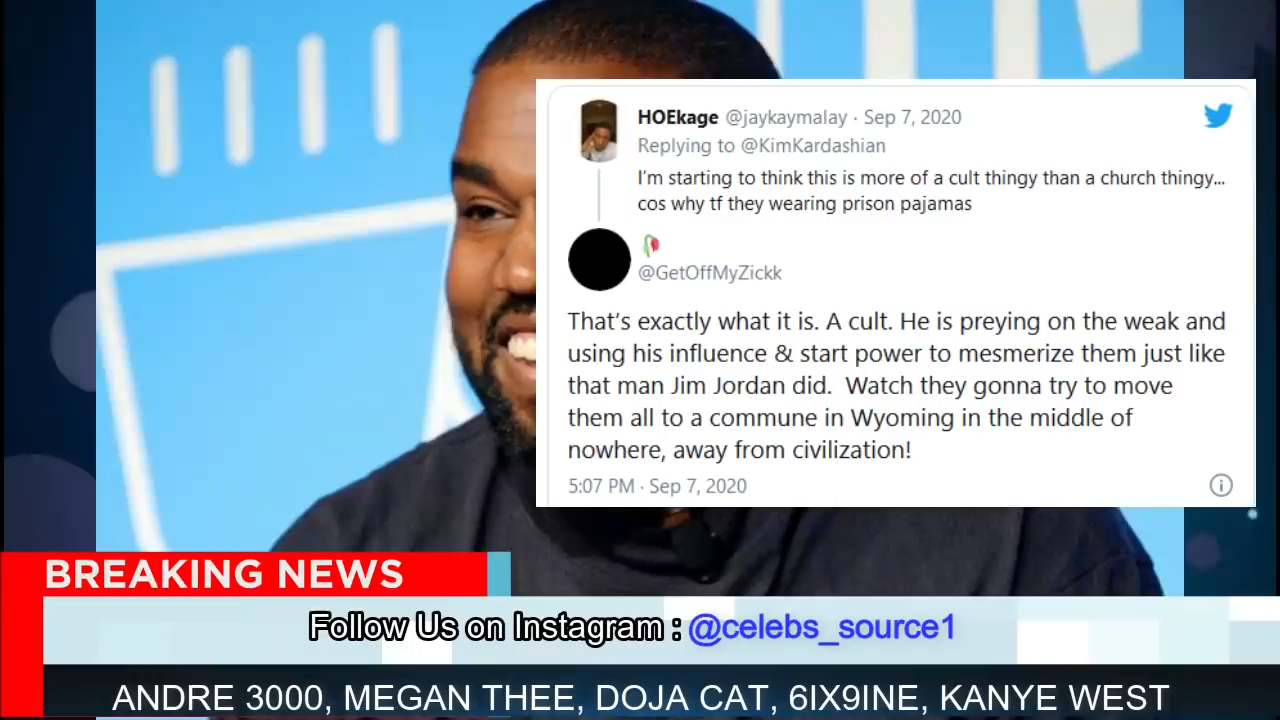 HOEkage @jaykaymalay · Sep 7, 2020
Replying to @KimKardashian
I'm starting to think this is more of a cult thingy than a church thingy...
cos why tf they wearing prison pajamas
🥀
@GetOffMyZickk
That's exactly what it is. A cult. He is preying on the weak and
using his influence & start power to mesmerize them just like
that man Jim Jordan did.  Watch they gonna try to move
them all to a commune in Wyoming in the middle of
nowhere, away from civilization!
5:07 PM · Sep 7, 2020
BREAKING NEWS
Follow Us on Instagram : @celebs_source1
ANDRE 3000, MEGAN THEE, DOJA CAT, 6IX9INE, KANYE WEST